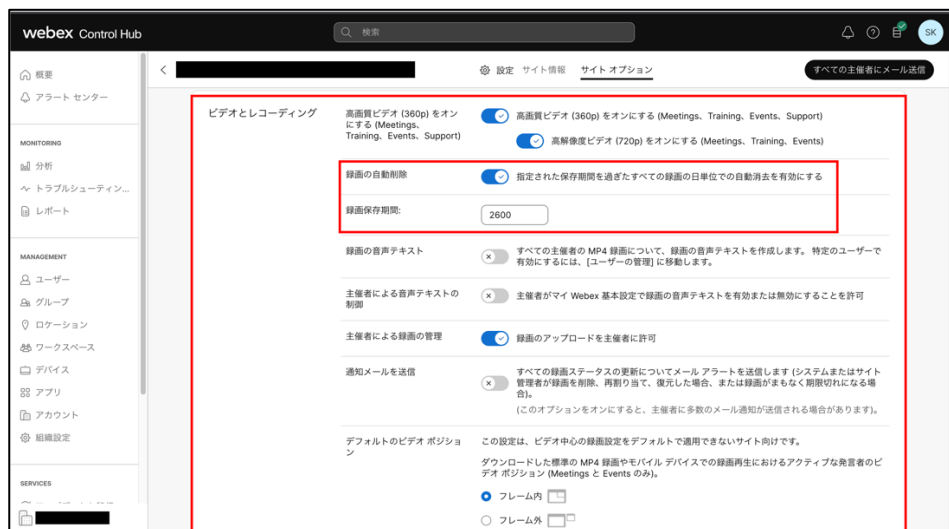 webex Control Hub
検索
SK
概要
アラート センター
MONITORING
分析
トラブルシューティン...
レポート
MANAGEMENT
ユーザー
グループ
ロケーション
ワークスペース
デバイス
アプリ
アカウント
組織設定
SERVICES
設定 サイト情報 サイト オプション
すべての主催者にメール送信
ビデオとレコーディング
高画質ビデオ (360p) をオン
にする (Meetings、
Training、Events、Support)
高画質ビデオ (360p) をオンにする (Meetings、Training、Events、Support)
高解像度ビデオ (720p) をオンにする (Meetings、Training、Events)
録画の自動削除
指定された保存期間を過ぎたすべての録画の日単位での自動消去を有効にする
録画保存期間:
2600
録画の音声テキスト
すべての主催者の MP4 録画について、録画の音声テキストを作成します。 特定のユーザーで
有効にするには、[ユーザーの管理] に移動します。
主催者による音声テキストの
制御
主催者がマイ Webex 基本設定で録画の音声テキストを有効または無効にすることを許可
主催者による録画の管理
録画のアップロードを主催者に許可
通知メールを送信
すべての録画ステータスの更新についてメール アラートを送信します (システムまたはサイト
管理者が録画を削除、再割り当て、復元した場合、または録画がまもなく期限切れになる場
合)。
(このオプションをオンにすると、主催者に多数のメール通知が送信される場合があります)。
デフォルトのビデオ ポジショ
ン
この設定は、ビデオ中心の録画設定をデフォルトで適用できないサイト向けです。
ダウンロードした標準の MP4 録画やモバイル デバイスでの録画再生におけるアクティブな発言者のビ
デオ ポジション (Meetings と Events のみ)。
フレーム内
フレーム外